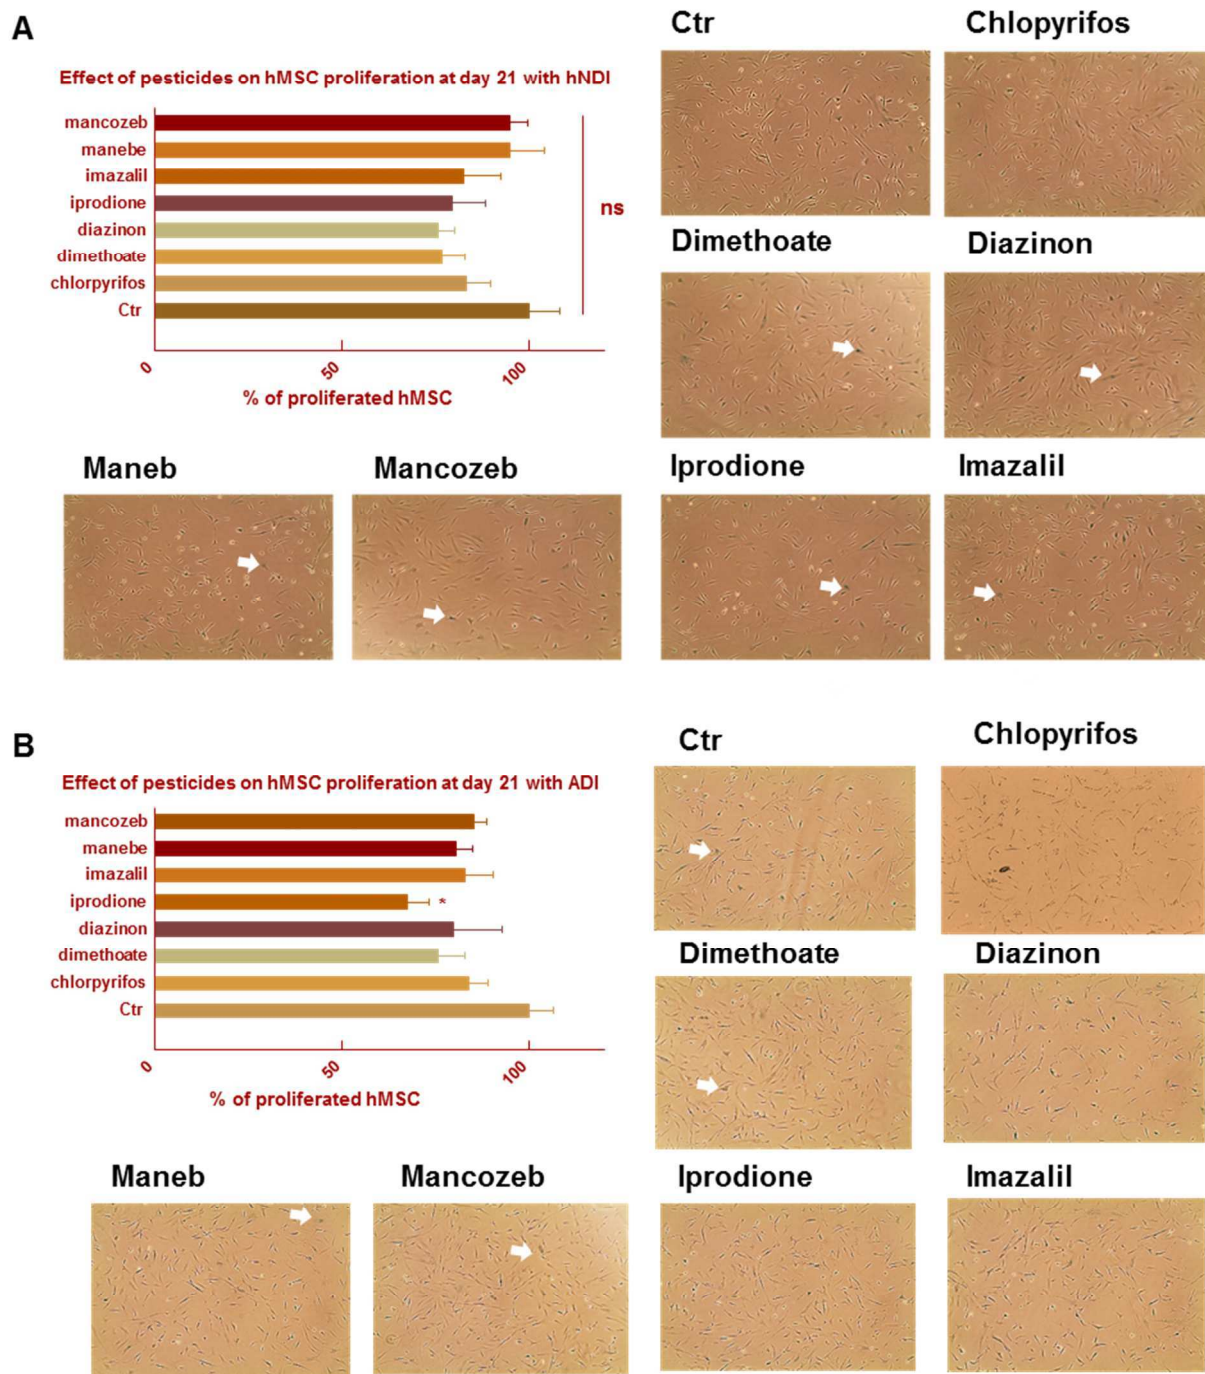 A
Ctr
Chlopyrifos
Effect of pesticides on hMSC proliferation at day 21 with hNDI
mancozeb
manebe
imazalil
iprodione
diazinon
dimethoate
chlorpyrifos
Ctr
ns
0
50
100
% of proliferated hMSC
Dimethoate
Diazinon
Maneb
Mancozeb
Iprodione
Imazalil
B
Ctr
Chlopyrifos
Effect of pesticides on hMSC proliferation at day 21 with ADI
mancozeb
manebe
imazalil
iprodione
*
diazinon
dimethoate
chlorpyrifos
Ctr
0
50
100
% of proliferated hMSC
Dimethoate
Diazinon
Maneb
Mancozeb
Iprodione
Imazalil